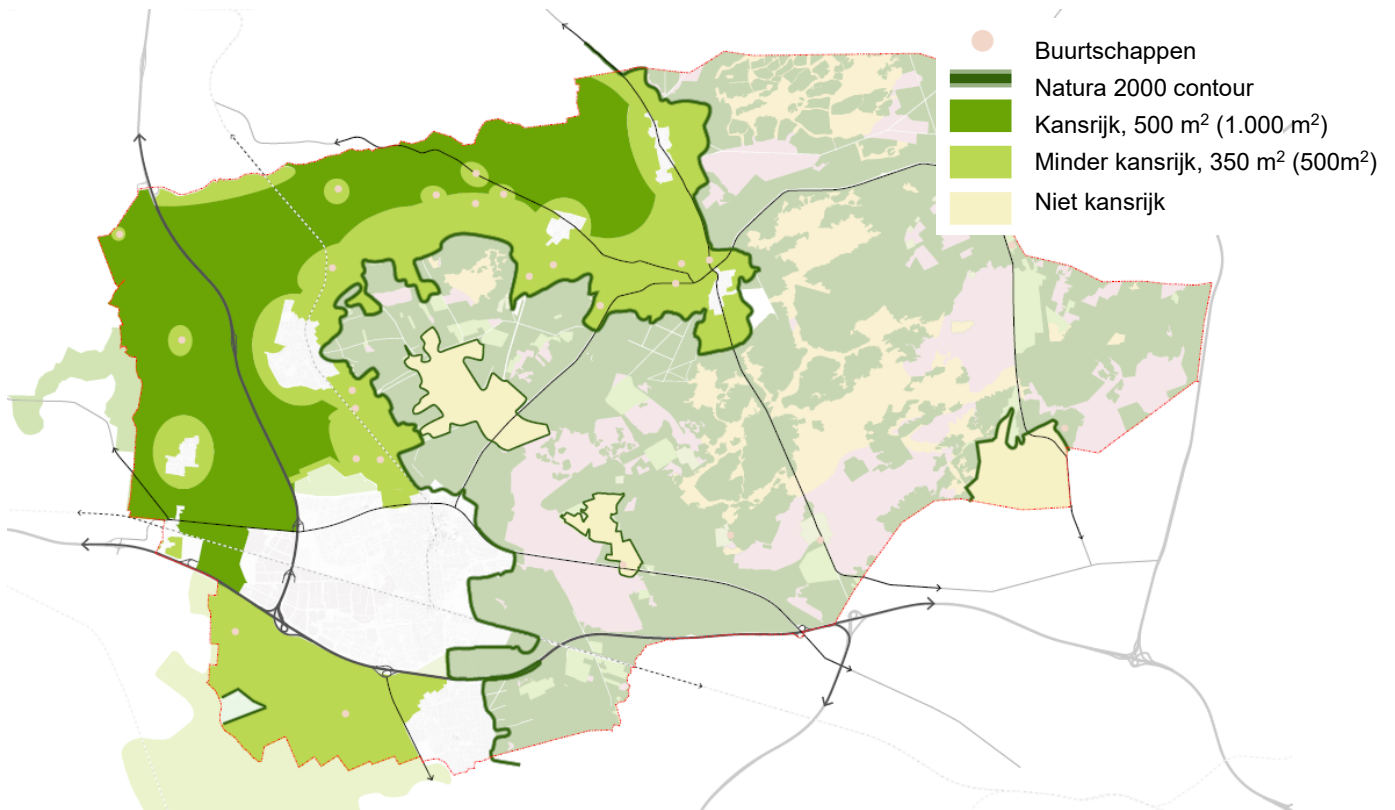 Buurtschappen
Natura 2000 contour
Kansrijk, 500 m² (1.000 m²)
Minder kansrijk, 350 m² (500m²)
Niet kansrijk